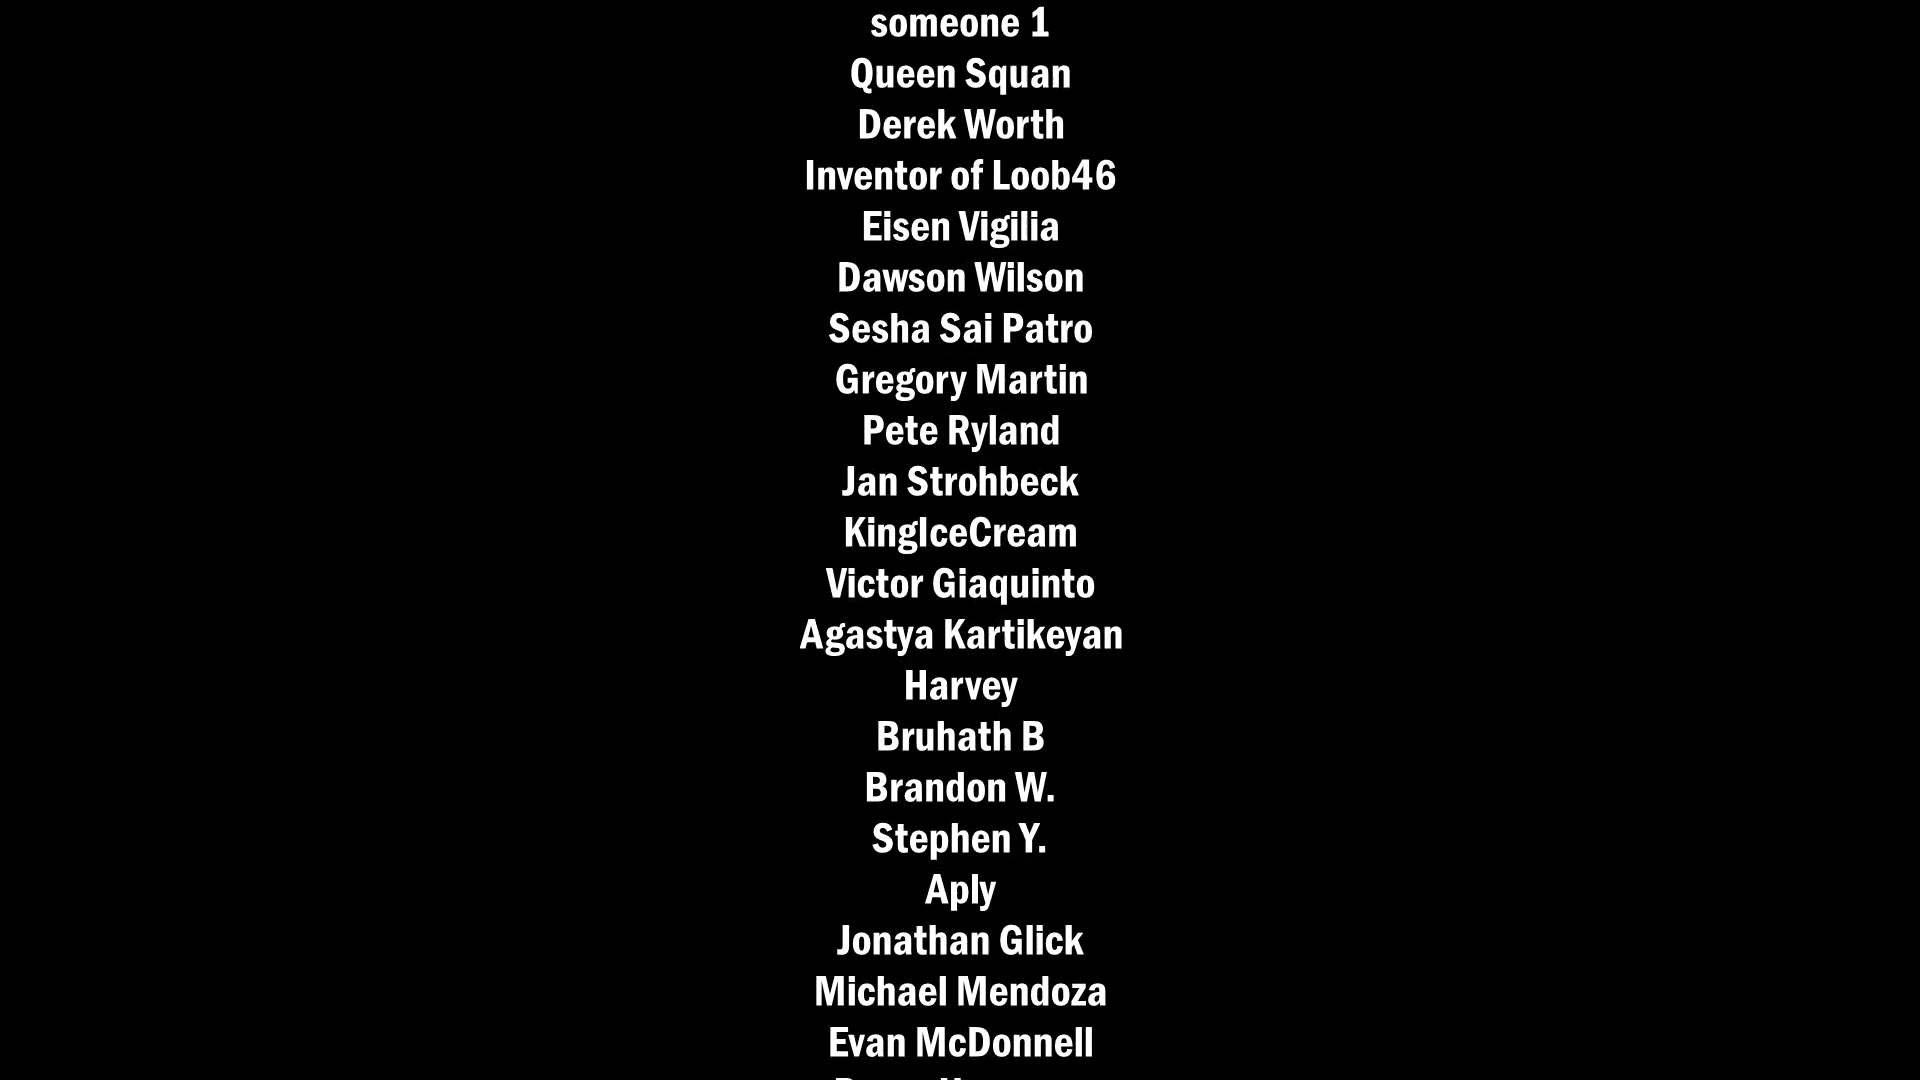 someone 1
Queen Squan
Derek Worth
Inventor of Loob46
Eisen Vigilia
Dawson Wilson
Sesha Sai Patro
Gregory Martin
Pete Ryland
Jan Strohbeck
KingIceCream
Victor Giaquinto
Agastya Kartikeyan
Harvey
Bruhath B
Brandon W.
Stephen Y.
Aply
Jonathan Glick
Michael Mendoza
Evan McDonnell